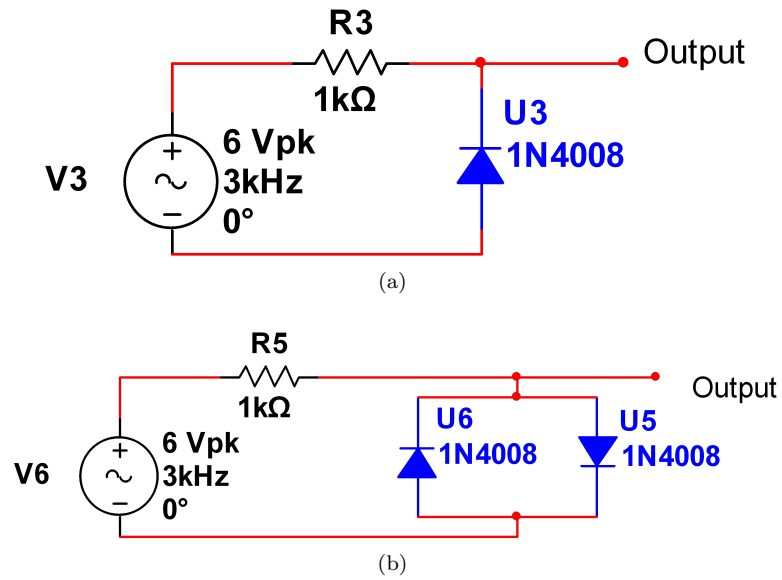 R3
1kΩ
Output
U3
1N4008
V3
6 Vpk
3kHz
0°
(a)
R5
1kΩ
Output
U6
1N4008
U5
1N4008
V6
6 Vpk
3kHz
0°
(b)